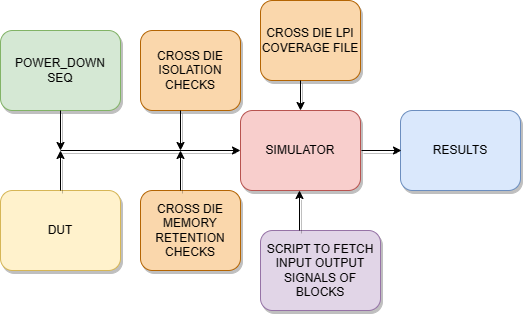 POWER_DOWN
SEQ
CROSS DIE
ISOLATION
CHECKS
CROSS DIE LPI
COVERAGE FILE
SIMULATOR
RESULTS
DUT
CROSS DIE
MEMORY
RETENTION
CHECKS
SCRIPT TO FETCH
INPUT OUTPUT
SIGNALS OF
BLOCKS